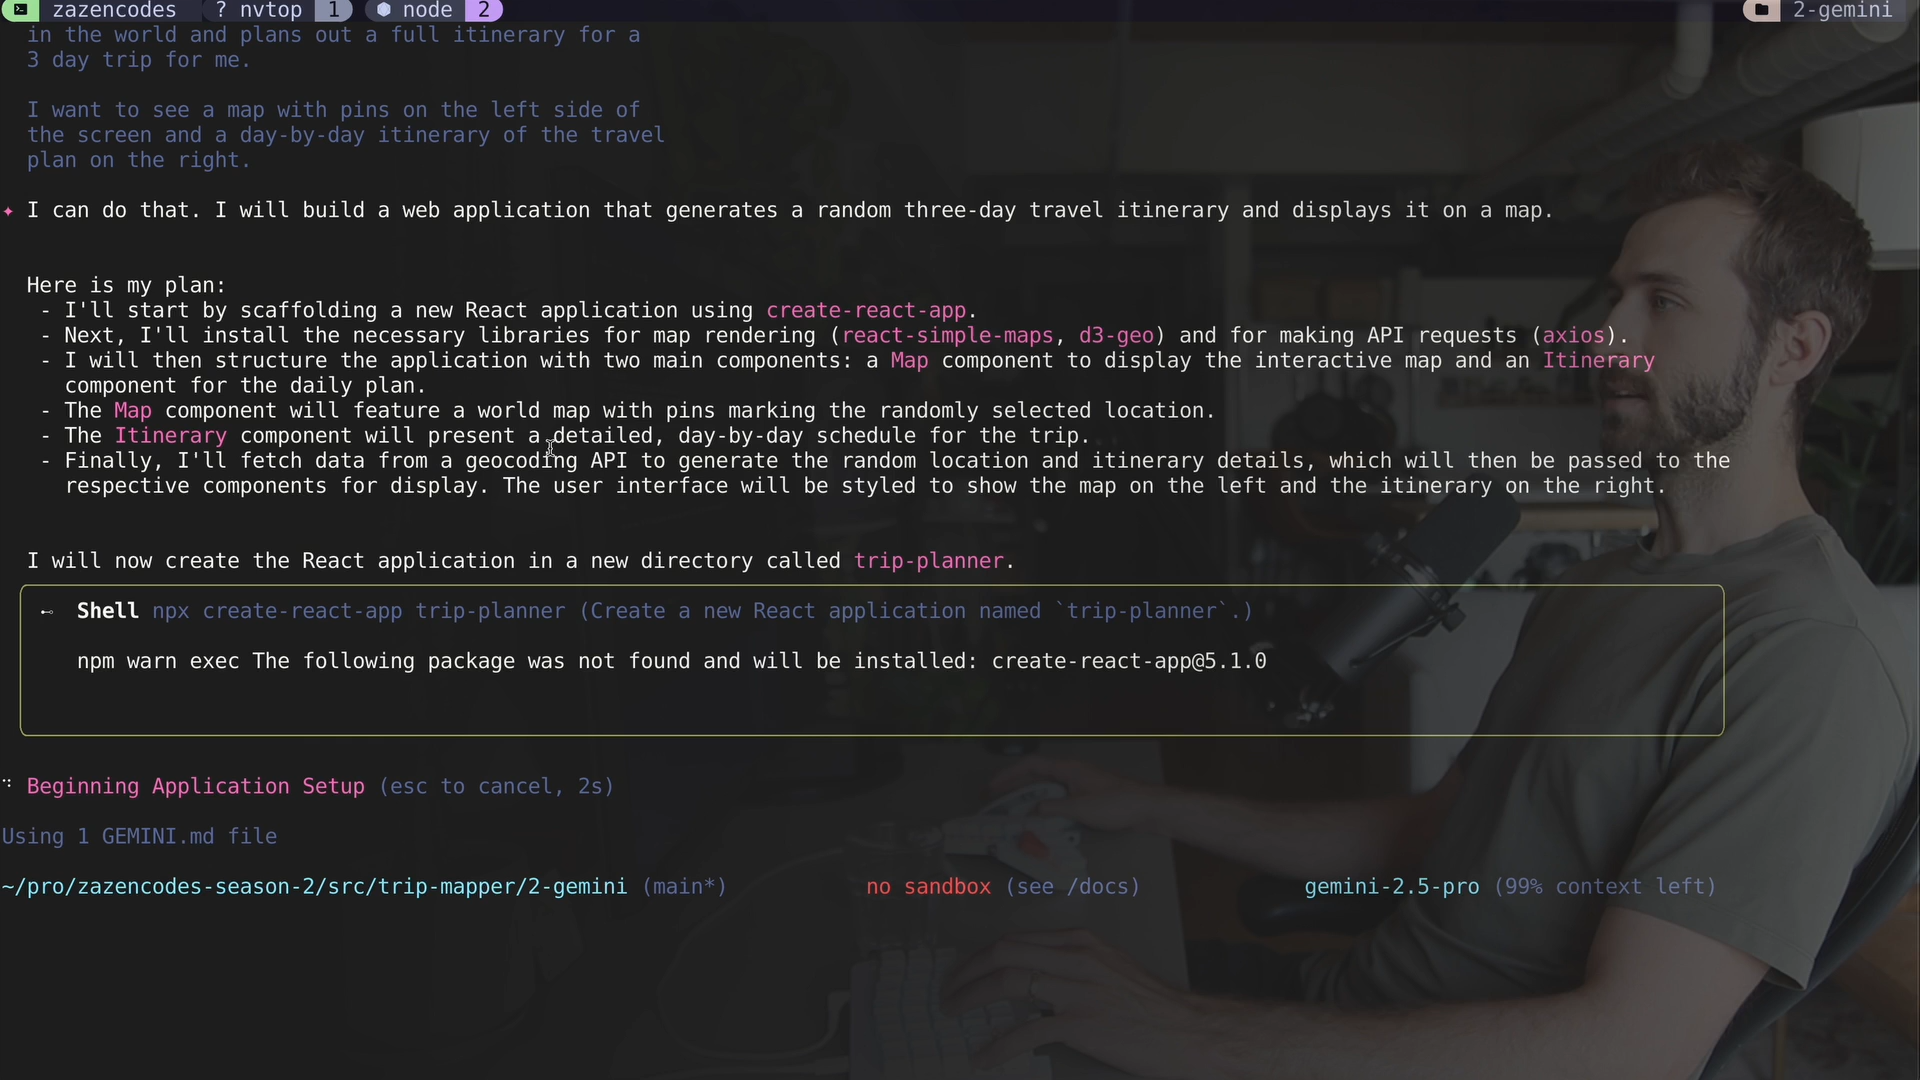 zazencodes ? nvtop 1 node 2 2-gemini
in the world and plans out a full itinerary for a
3 day trip for me.
I want to see a map with pins on the left side of
the screen and a day-by-day itinerary of the travel
plan on the right.
✦ I can do that. I will build a web application that generates a random three-day travel itinerary and displays it on a map.
Here is my plan:
- I'll start by scaffolding a new React application using create-react-app.
- Next, I'll install the necessary libraries for map rendering (react-simple-maps, d3-geo) and for making API requests (axios).
- I will then structure the application with two main components: a Map component to display the interactive map and an Itinerary
component for the daily plan.
- The Map component will feature a world map with pins marking the randomly selected location.
- The Itinerary component will present a detailed, day-by-day schedule for the trip.
- Finally, I'll fetch data from a geocoding API to generate the random location and itinerary details, which will then be passed to the
respective components for display. The user interface will be styled to show the map on the left and the itinerary on the right.
I will now create the React application in a new directory called trip-planner.
Shell npx create-react-app trip-planner (Create a new React application named `trip-planner`.)
npm warn exec The following package was not found and will be installed: create-react-app@5.1.0
Beginning Application Setup (esc to cancel, 2s)
Using 1 GEMINI.md file
~/pro/zazencodes-season-2/src/trip-mapper/2-gemini (main*) no sandbox (see /docs) gemini-2.5-pro (99% context left)